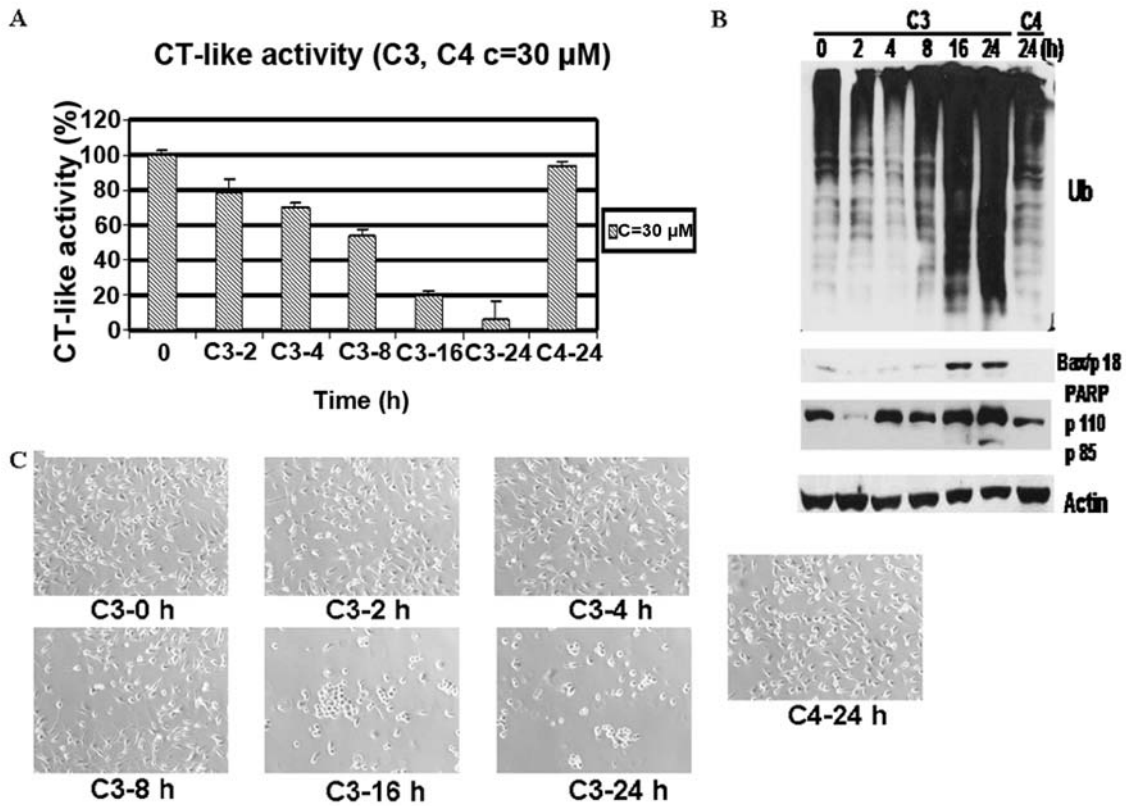 A
CT-like activity (C3, C4 c=30 µM)
CT-like activity (%)
120
100
80
60
40
20
0
0 C3-2 C3-4 C3-8 C3-16 C3-24 C4-24
Time (h)
C=30 µM
B
C3 C4
0 2 4 8 16 24 24 (h)
Ub
Bax/p18
PARP
p 110
p 85
Actin
C
C3-0 h C3-2 h C3-4 h
C3-8 h C3-16 h C3-24 h
C4-24 h